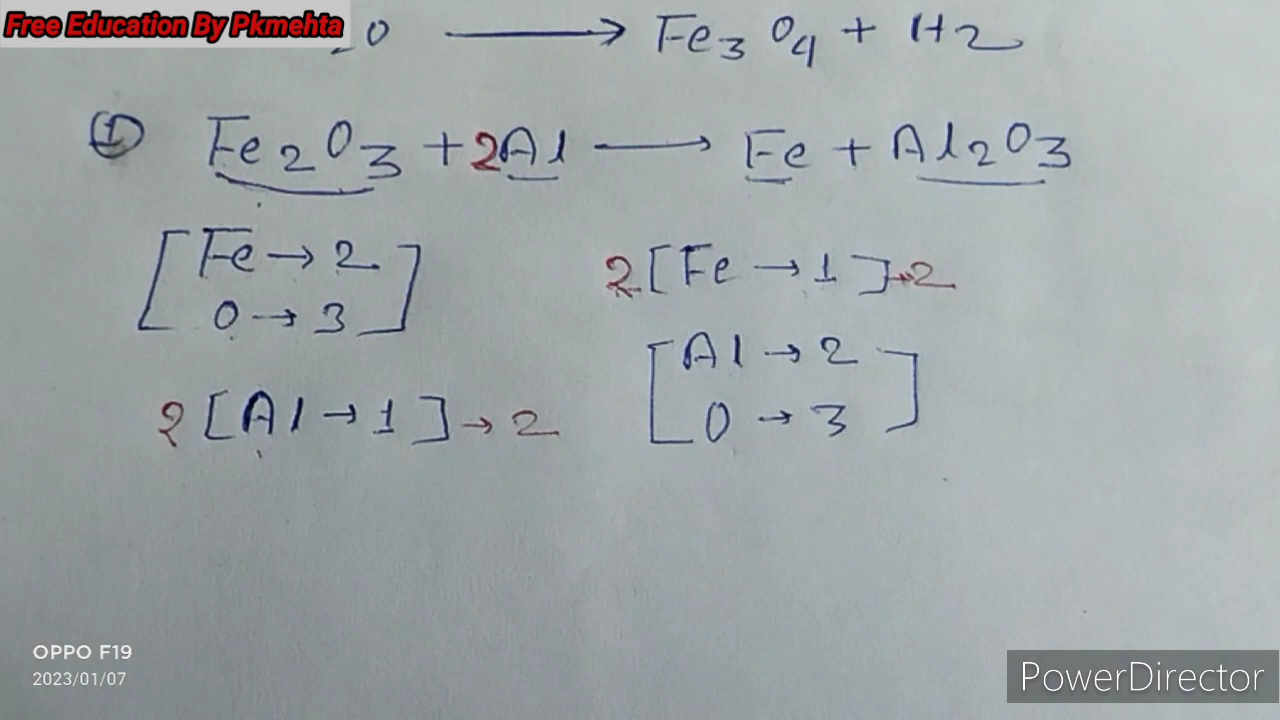 Free Education By Pkmehta
2O → Fe3O4 + H2
① Fe2O3 + 2Al → Fe + Al2O3
[Fe → 2
O → 3]
2[Fe → 1] → 2
2[Al → 1] → 2
[Al → 2
O → 3]
OPPO F19
2023/01/07
PowerDirector